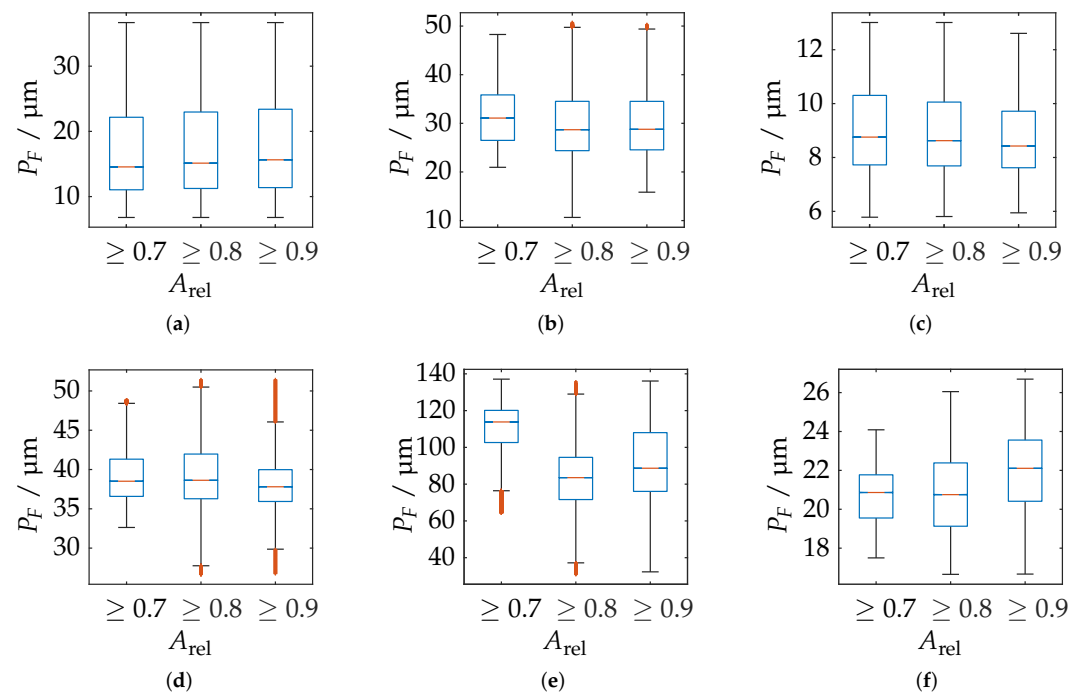 P_F / µm
30
20
10
≥ 0.7 ≥ 0.8 ≥ 0.9
A_rel
(a)
P_F / µm
50
40
30
20
10
≥ 0.7 ≥ 0.8 ≥ 0.9
A_rel
(b)
P_F / µm
12
10
8
6
≥ 0.7 ≥ 0.8 ≥ 0.9
A_rel
(c)
P_F / µm
50
45
40
35
30
≥ 0.7 ≥ 0.8 ≥ 0.9
A_rel
(d)
P_F / µm
140
120
100
80
60
40
≥ 0.7 ≥ 0.8 ≥ 0.9
A_rel
(e)
P_F / µm
26
24
22
20
18
≥ 0.7 ≥ 0.8 ≥ 0.9
A_rel
(f)